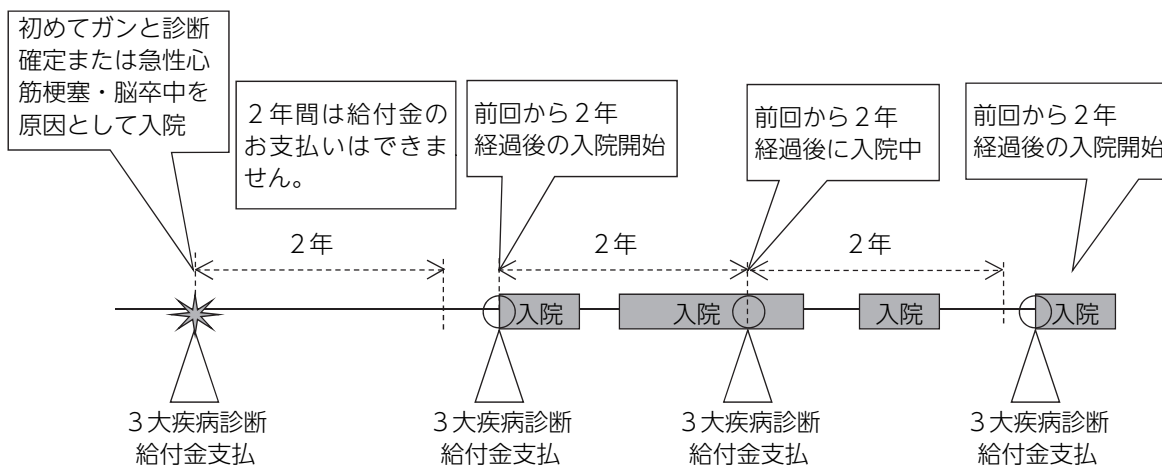 初めてガンと診断
確定または急性心
筋梗塞・脳卒中を
原因として入院
２年間は給付金の
お支払いはできま
せん。
前回から２年
経過後の入院開始
前回から２年
経過後に入院中
前回から２年
経過後の入院開始
２年
２年
２年
入院
入院
入院
入院
３大疾病診断
給付金支払
３大疾病診断
給付金支払
３大疾病診断
給付金支払
３大疾病診断
給付金支払